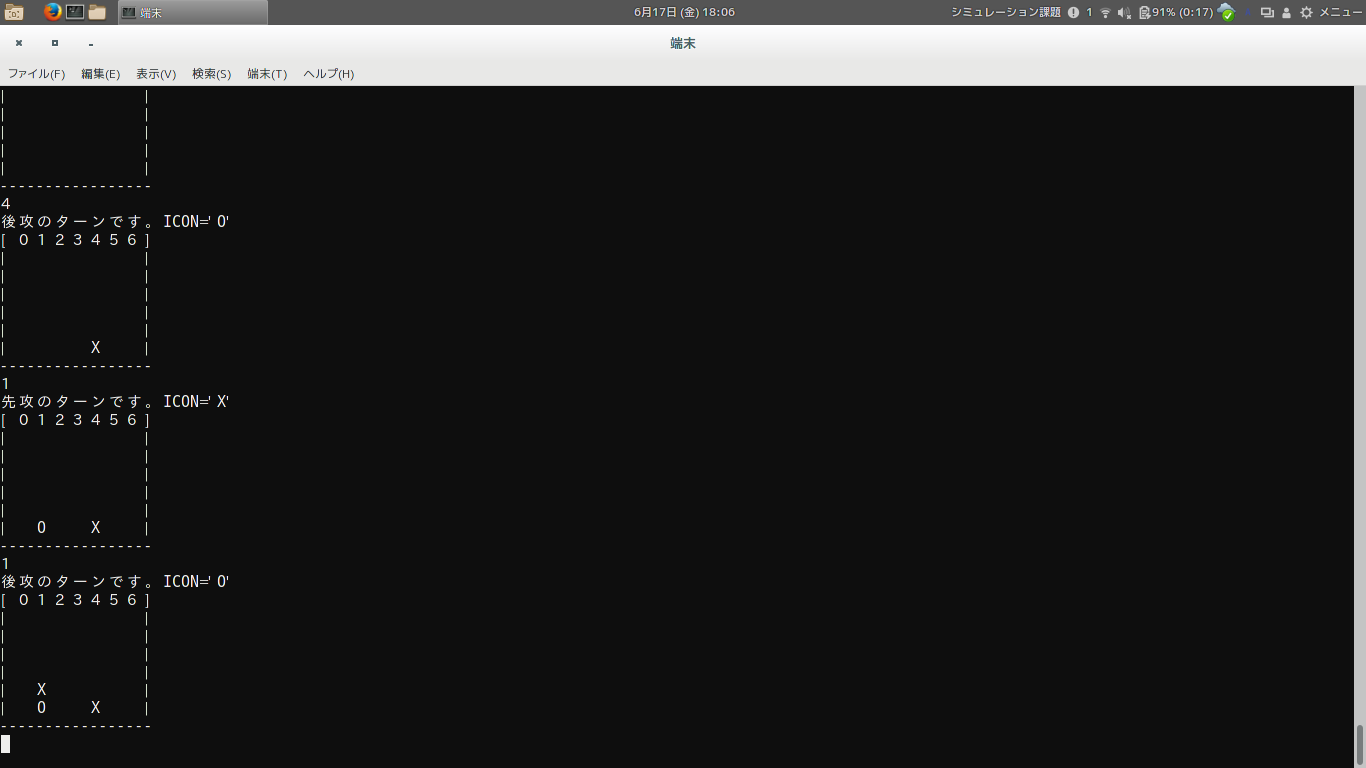 端末 6月17日 (金) 18:06 シミュレーション課題 1 91% (0:17) メニュー
端末
ファイル(F) 編集(E) 表示(V) 検索(S) 端末(T) ヘルプ(H)
|               |
|               |
|               |
|               |
|               |
-----------------
4
後攻のターンです。ICON='O'
[ 0 1 2 3 4 5 6 ]
|               |
|               |
|               |
|               |
|               |
|         X     |
-----------------
1
先攻のターンです。ICON='X'
[ 0 1 2 3 4 5 6 ]
|               |
|               |
|               |
|               |
|               |
|   O     X     |
-----------------
1
後攻のターンです。ICON='O'
[ 0 1 2 3 4 5 6 ]
|               |
|               |
|               |
|               |
|   X           |
|   O     X     |
-----------------